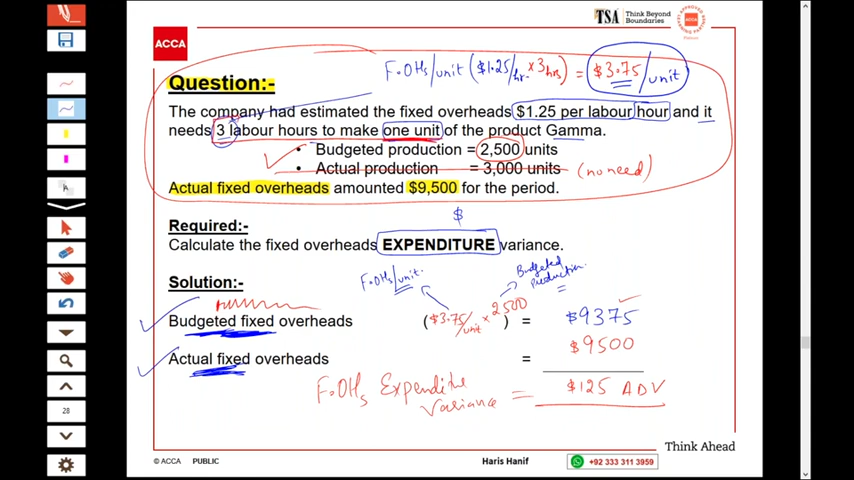 TSA Think Beyond Boundaries
ACCA
F.OHs/unit ($1.25/hr. × 3hrs) = $3.75/unit
Question:-
The company had estimated the fixed overheads $1.25 per labour hour and it
needs 3 labour hours to make one unit of the product Gamma.
• Budgeted production = 2,500 units
• Actual production = 3,000 units (no need)
Actual fixed overheads amounted $9,500 for the period.
$
Required:-
Calculate the fixed overheads EXPENDITURE variance.
Solution:-
F.OHs/unit.
Budgeted Production.
Budgeted fixed overheads ($3.75/unit × 2500) = $9375
Actual fixed overheads = $9500
F.OHs Expenditre Variance = $125 ADV
Think Ahead
28
© ACCA PUBLIC Haris Hanif +92 333 311 3959